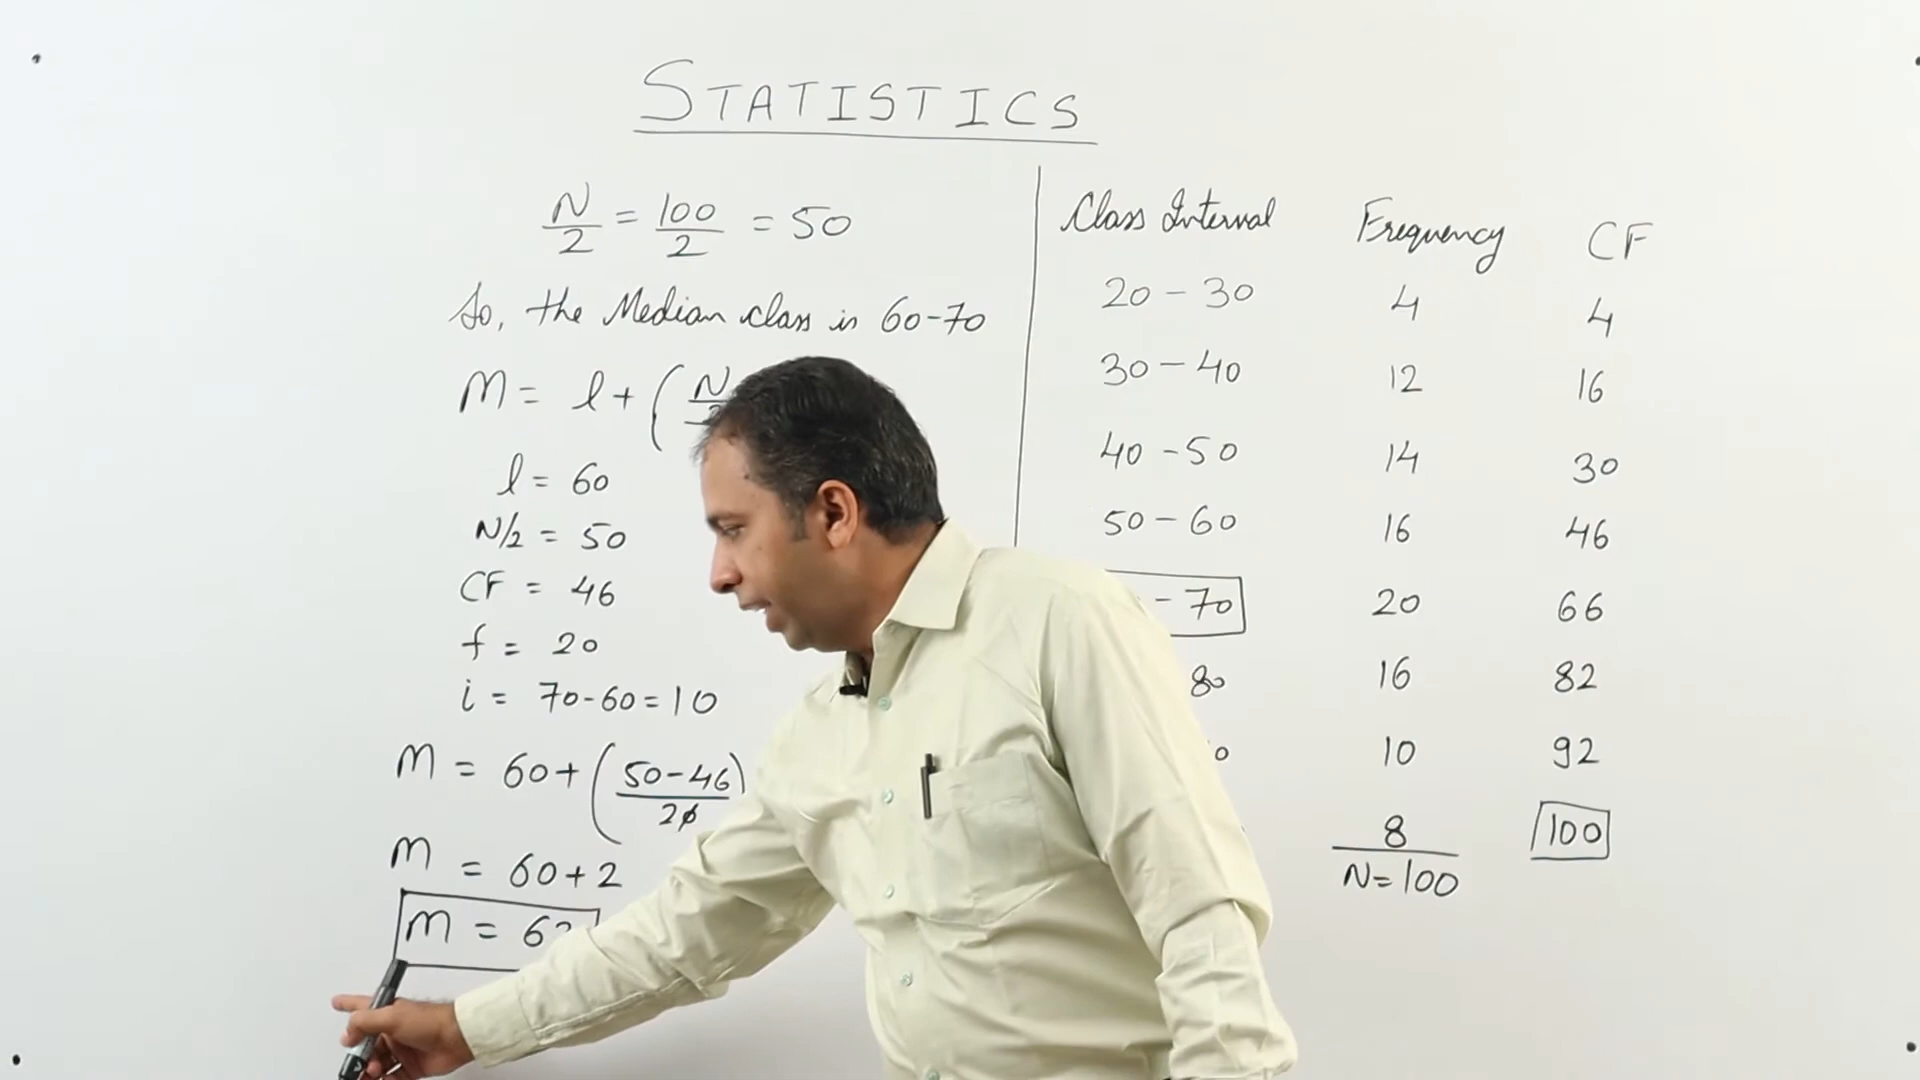 STATISTICS
N/2 = 100/2 = 50
So, the Median class is 60-70
M = l + ( N
l = 60
N/2 = 50
CF = 46
f = 20
i = 70-60 = 10
M = 60 + ( 50-46 / 20 )
M = 60+2
M = 62
Class Interval Frequency CF
20 - 30 4 4
30 - 40 12 16
40 - 50 14 30
50 - 60 16 46
- 70 20 66
80 16 82
0 10 92
8 100
N=100